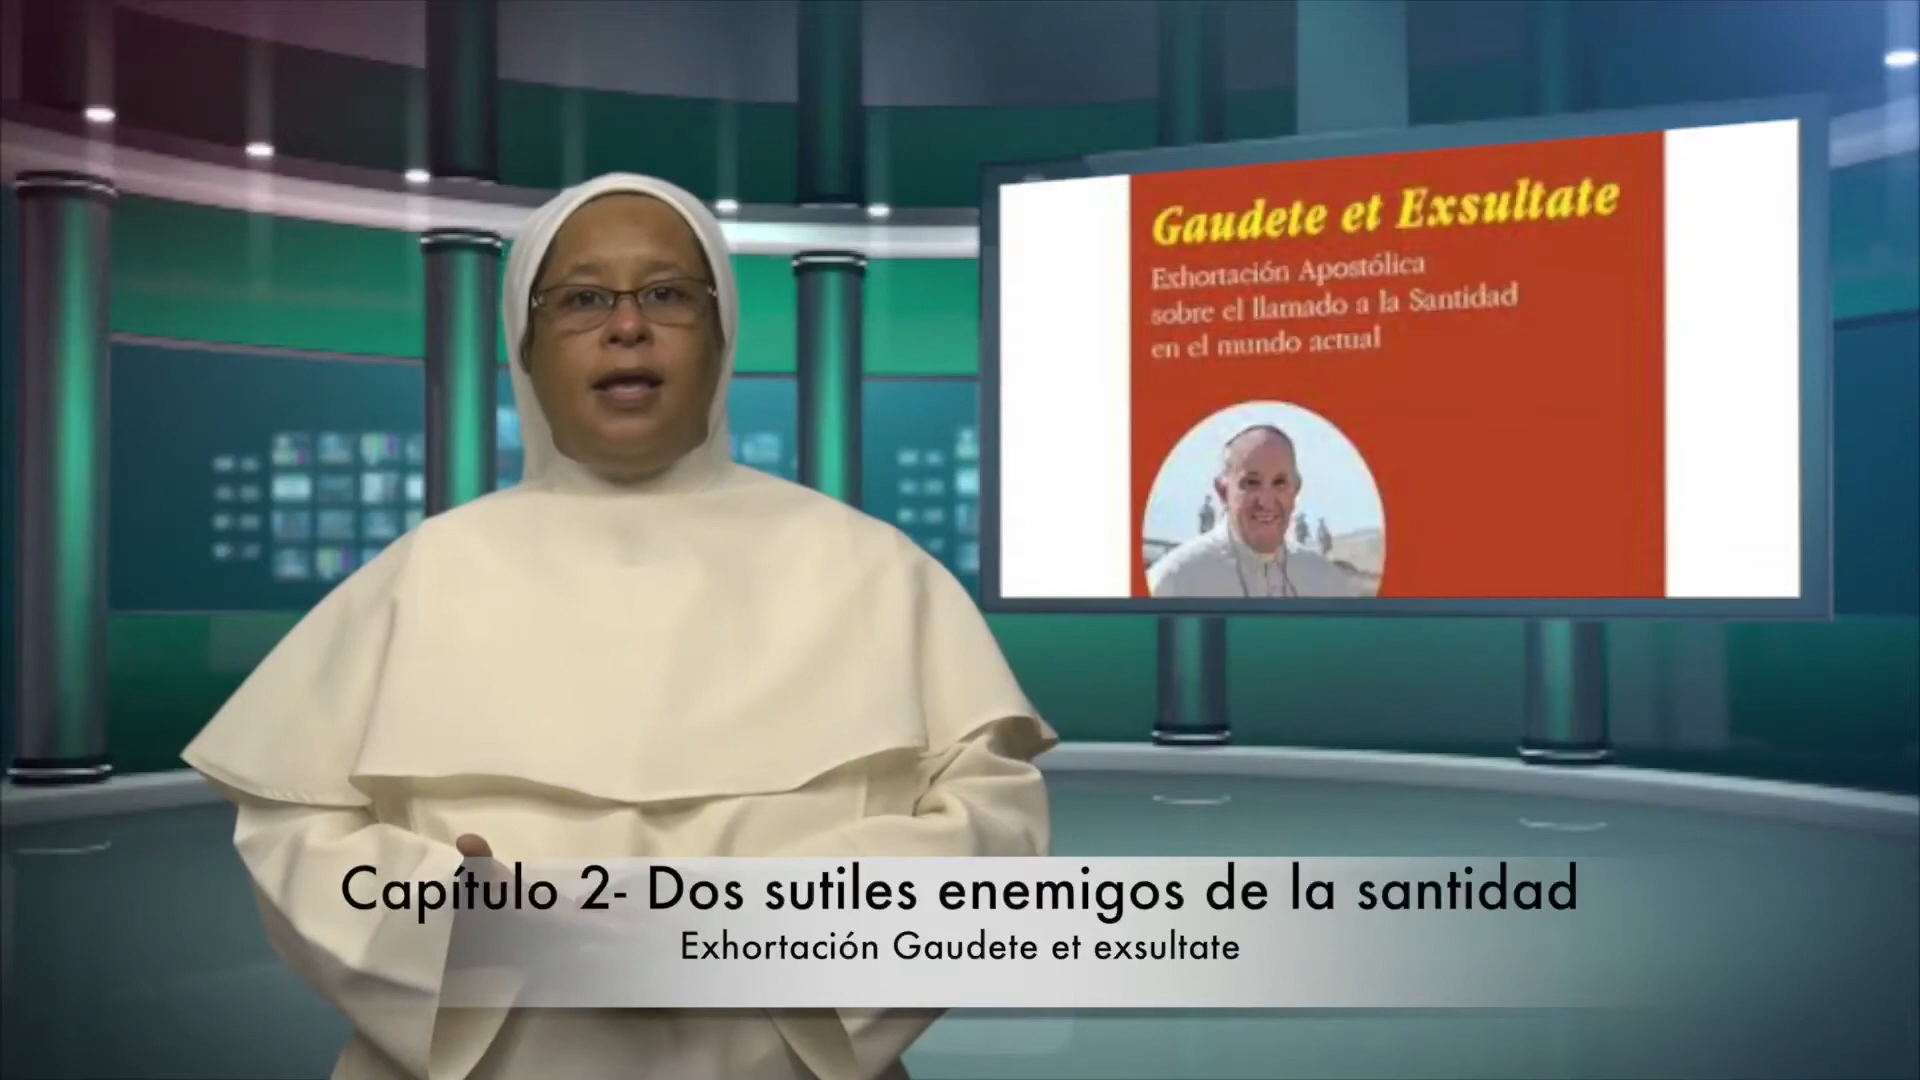 Gaudete et Exsultate
Exhortación Apostólica
sobre el llamado a la Santidad
en el mundo actual
Capítulo 2- Dos sutiles enemigos de la santidad
Exhortación Gaudete et exsultate